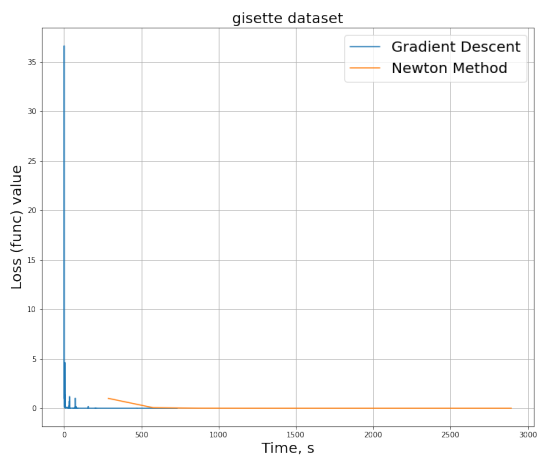 gisette dataset
Gradient Descent
Newton Method
Loss (func) value
35
30
25
20
15
10
5
0
0 500 1000 1500 2000 2500 3000
Time, s